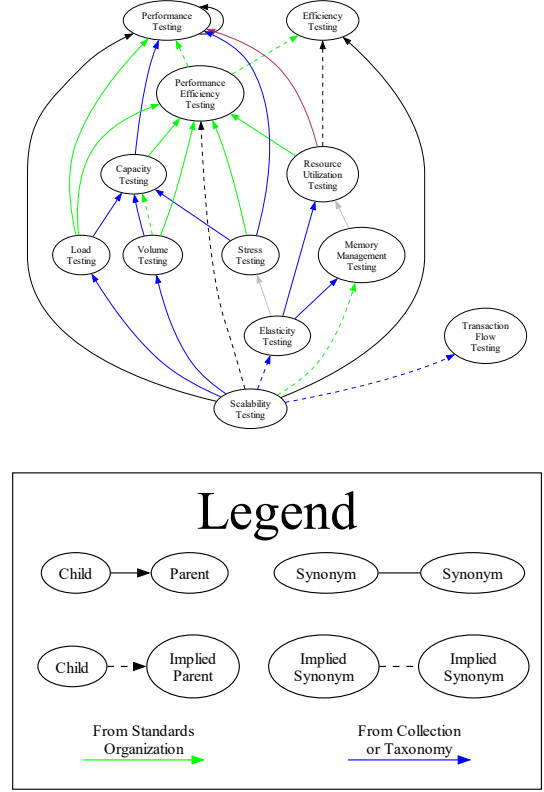 Performance
Testing
Efficiency
Testing
Performance
Efficiency
Testing
Capacity
Testing
Resource
Utilization
Testing
Load
Testing
Volume
Testing
Stress
Testing
Memory
Management
Testing
Elasticity
Testing
Transaction
Flow
Testing
Scalability
Testing
Legend
Child
Parent
Synonym
Synonym
Child
Implied
Parent
Implied
Synonym
Implied
Synonym
From Standards
Organization
From Collection
or Taxonomy